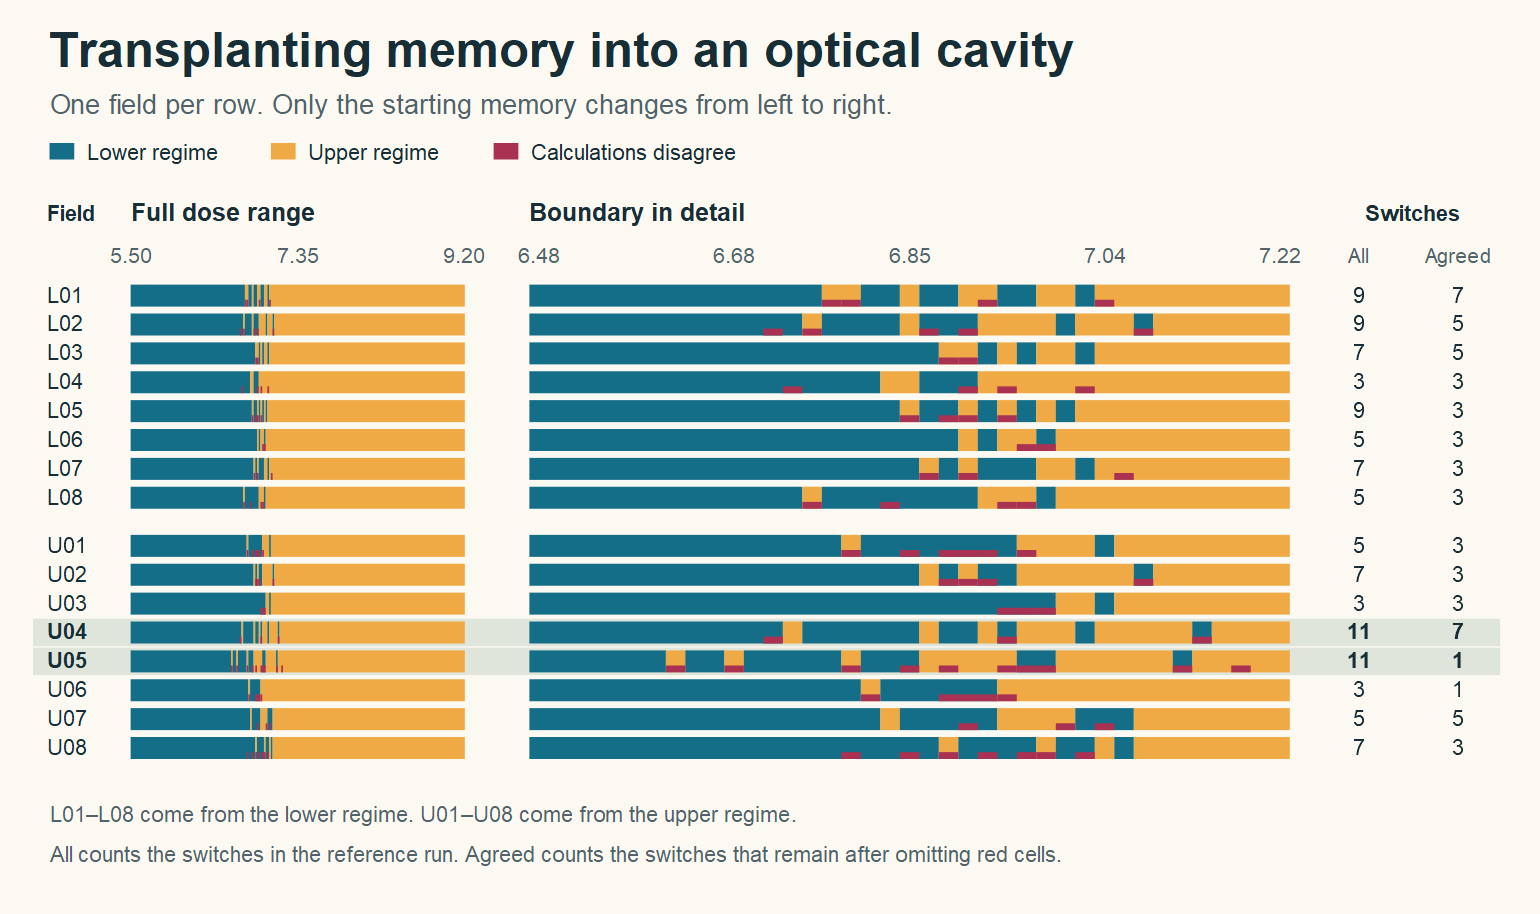 Transplanting memory into an optical cavity
One field per row. Only the starting memory changes from left to right.
Lower regime Upper regime Calculations disagree
Field Full dose range Boundary in detail Switches
5.50 7.35 9.20 6.48 6.68 6.85 7.04 7.22 All Agreed
L01 9 7
L02 9 5
L03 7 5
L04 3 3
L05 9 3
L06 5 3
L07 7 3
L08 5 3
U01 5 3
U02 7 3
U03 3 3
U04 11 7
U05 11 1
U06 3 1
U07 5 5
U08 7 3
L01–L08 come from the lower regime. U01–U08 come from the upper regime.
All counts the switches in the reference run. Agreed counts the switches that remain after omitting red cells.